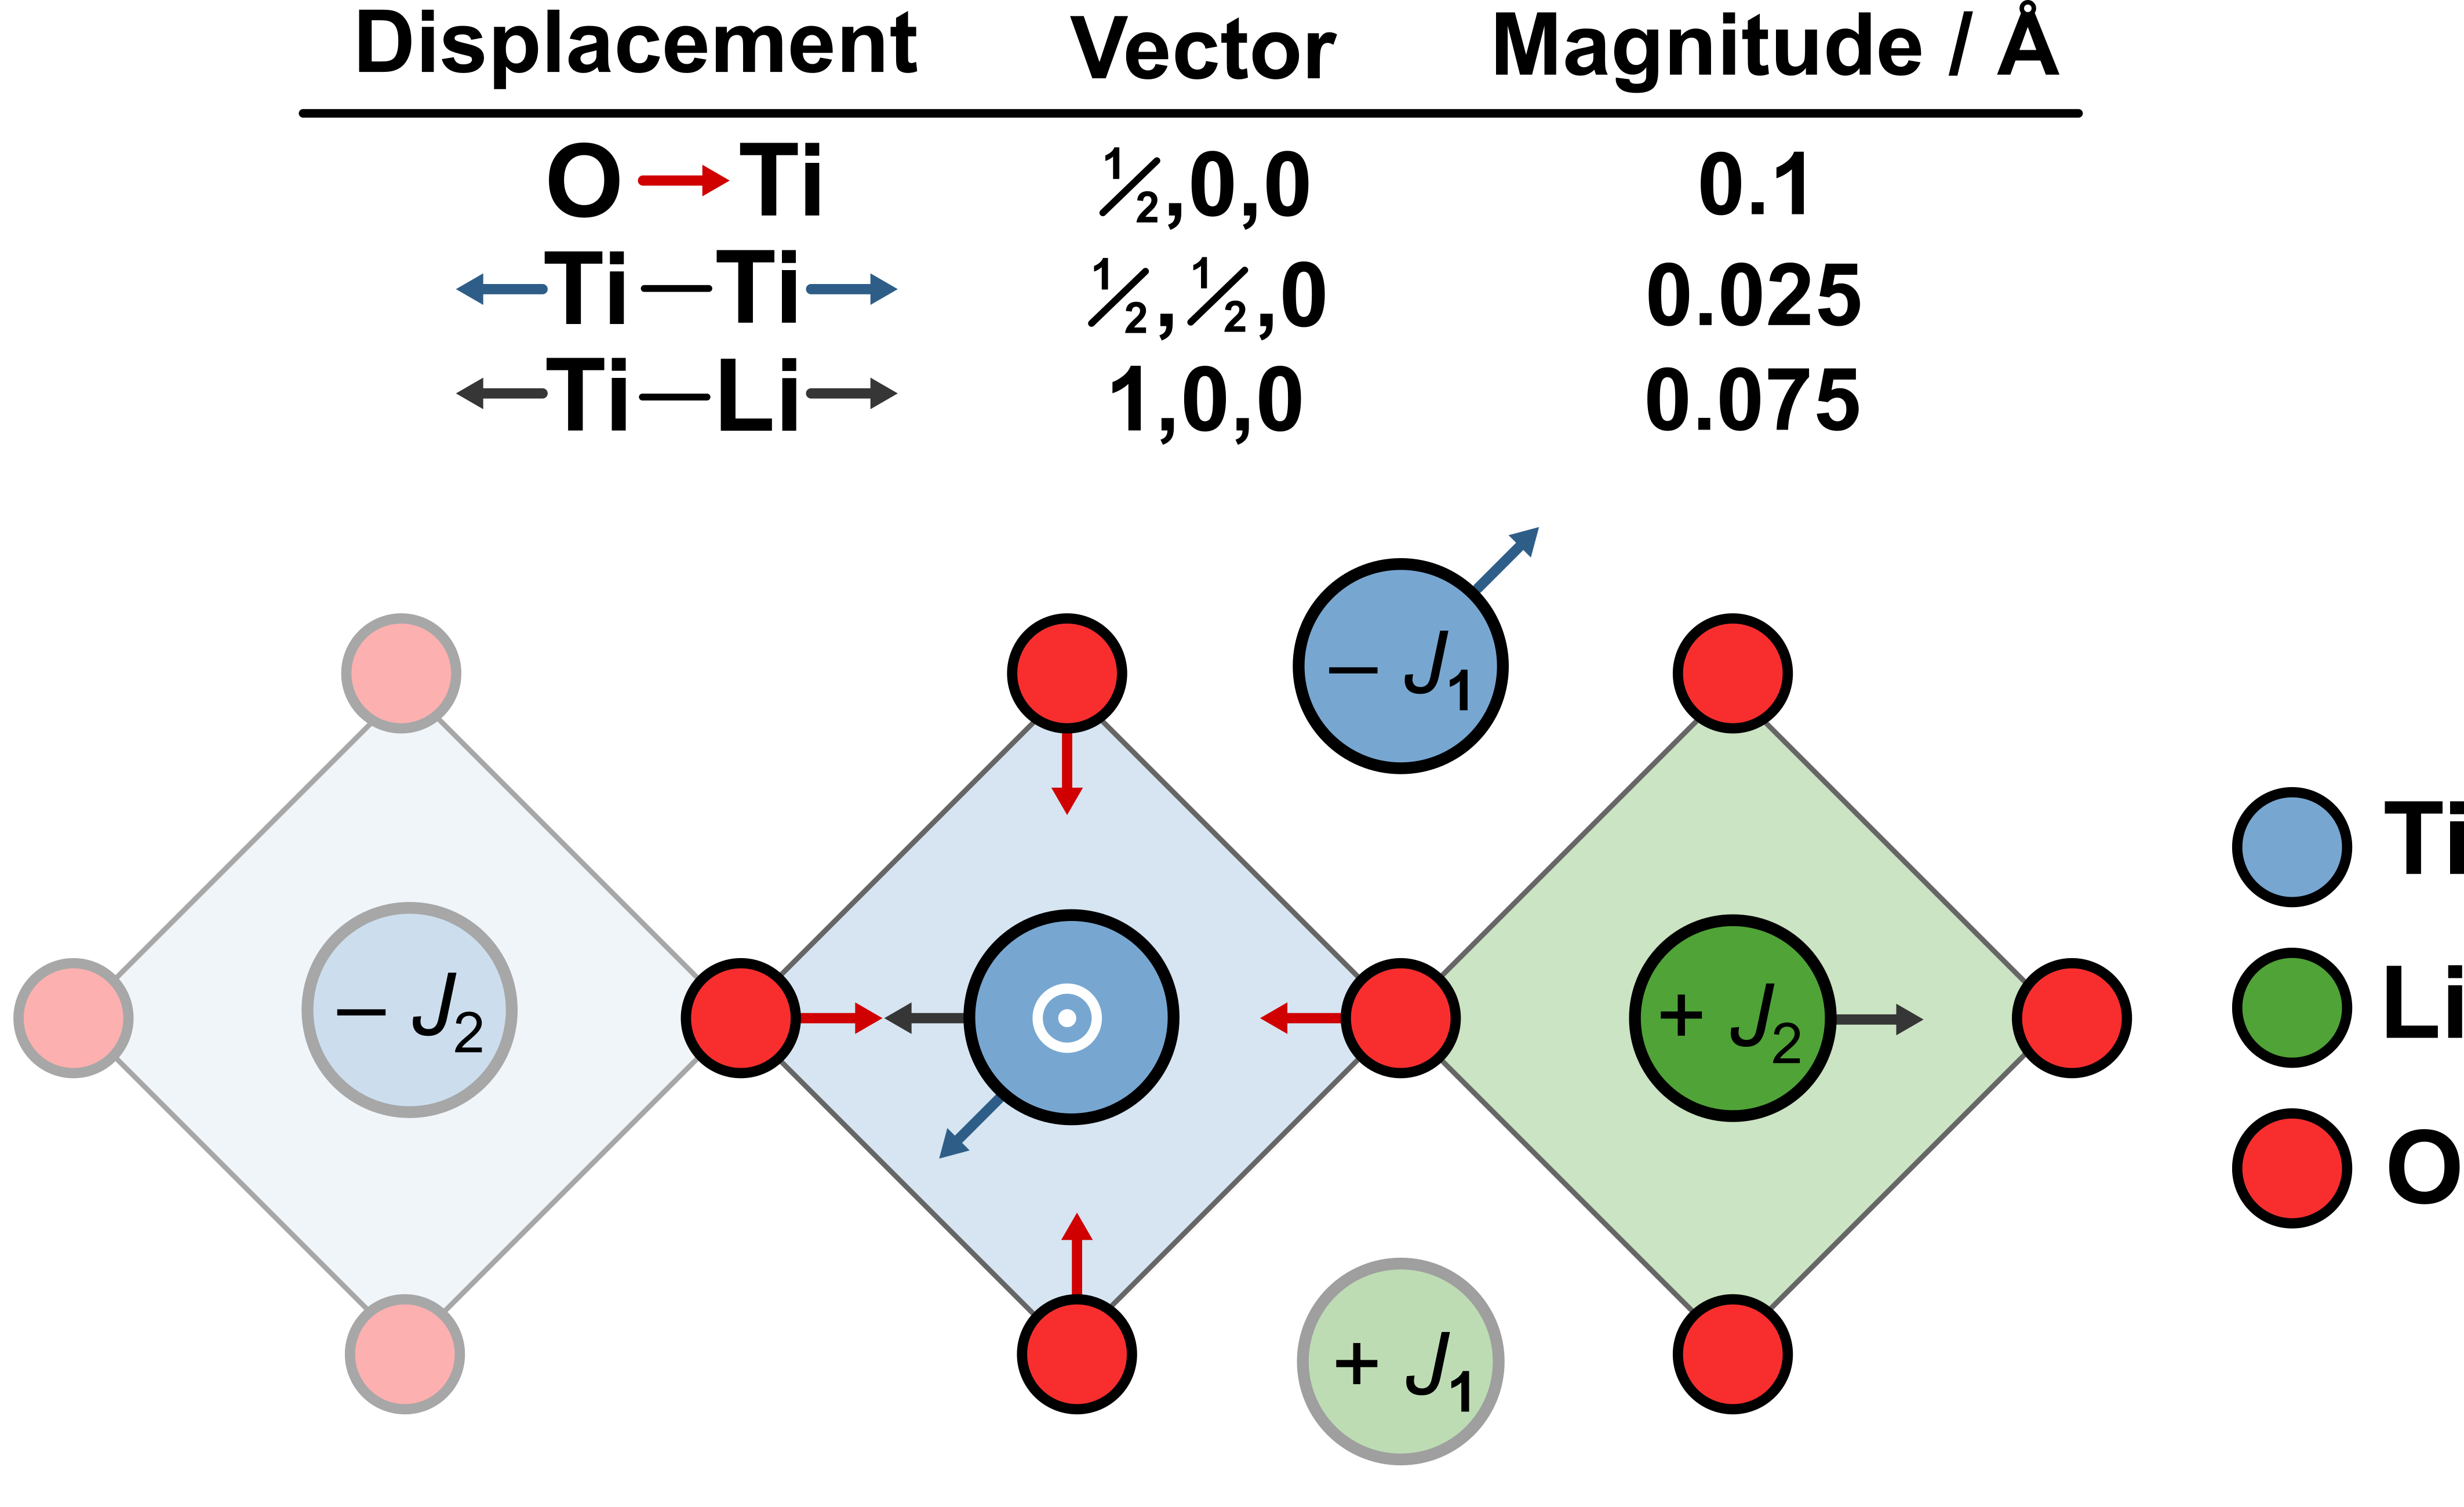 Displacement Vector Magnitude / Å
O → Ti ½,0,0 0.1
← Ti — Ti → ½,½,0 0.025
← Ti — Li → 1,0,0 0.075
− J₁
− J₂
+ J₂
+ J₁
Ti
Li
O